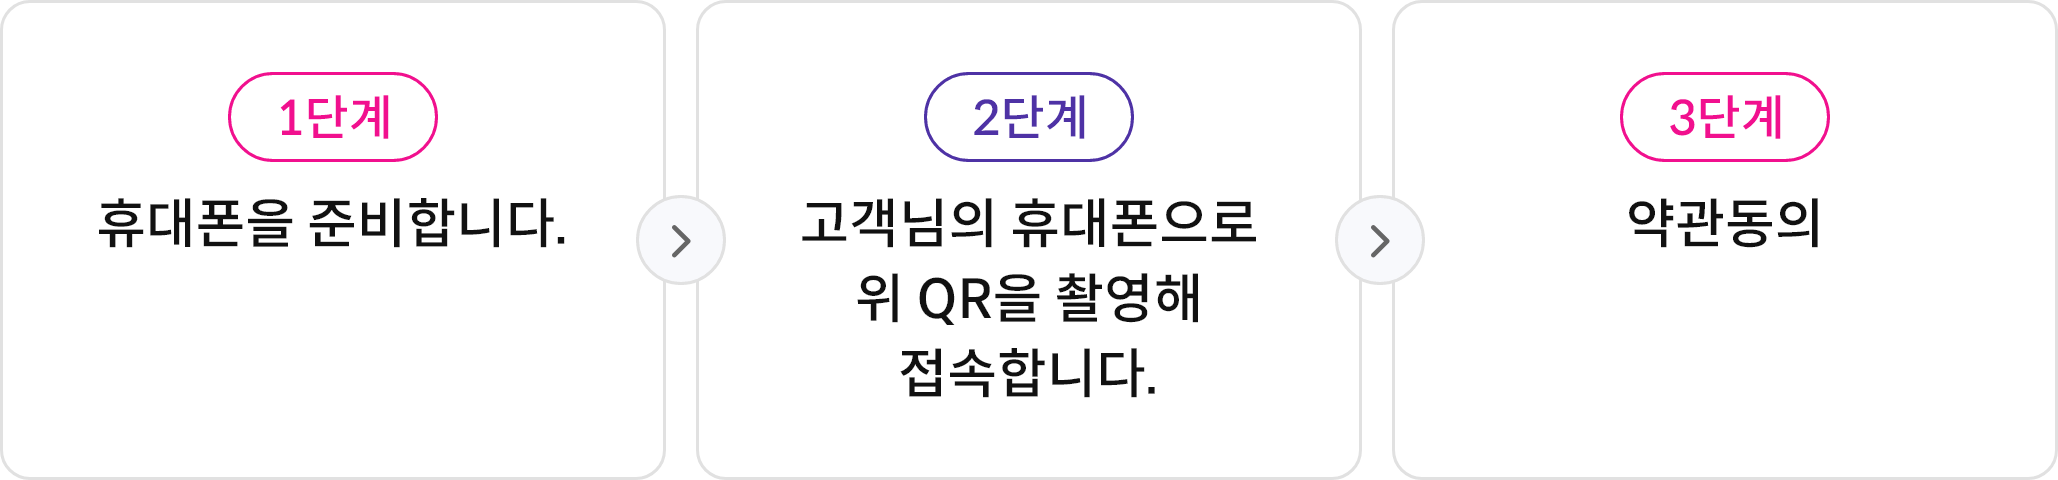 1단계
휴대폰을 준비합니다.
2단계
고객님의 휴대폰으로
위 QR을 촬영해
접속합니다.
3단계
약관동의